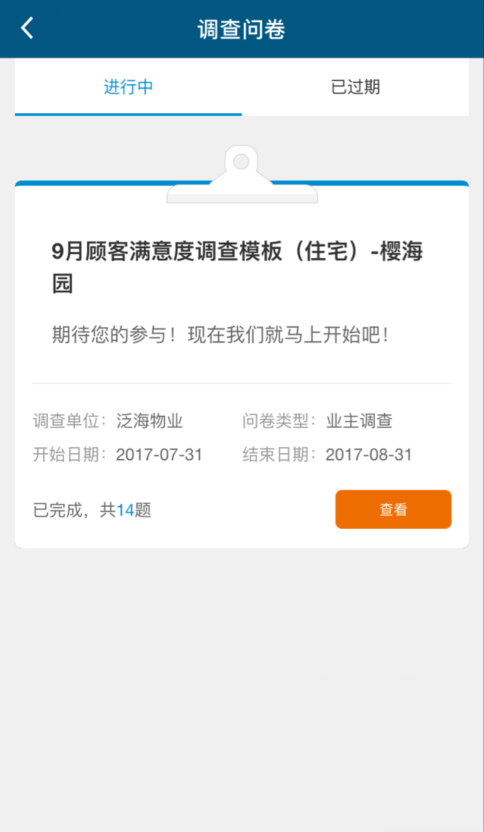 调查问卷
进行中
已过期
9月顾客满意度调查模板（住宅）-樱海
园
期待您的参与！现在我们就马上开始吧！
调查单位：泛海物业
问卷类型：业主调查
开始日期：2017-07-31
结束日期：2017-08-31
已完成，共14题
查看